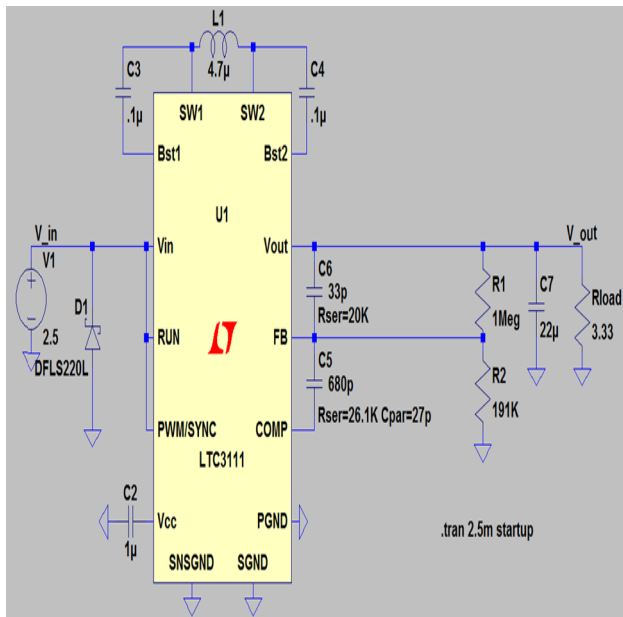 L1
4.7µ
C3
.1µ
C4
.1µ
SW1
SW2
Bst1
Bst2
U1
V_in
Vin
Vout
V_out
V1
2.5
DFLS220L
D1
C6
33p
Rser=20K
R1
1Meg
C7
22µ
Rload
3.33
RUN
FB
C5
680p
Rser=26.1K Cpar=27p
R2
191K
PWM/SYNC
COMP
LTC3111
C2
1µ
Vcc
PGND
SNSGND
SGND
.tran 2.5m startup